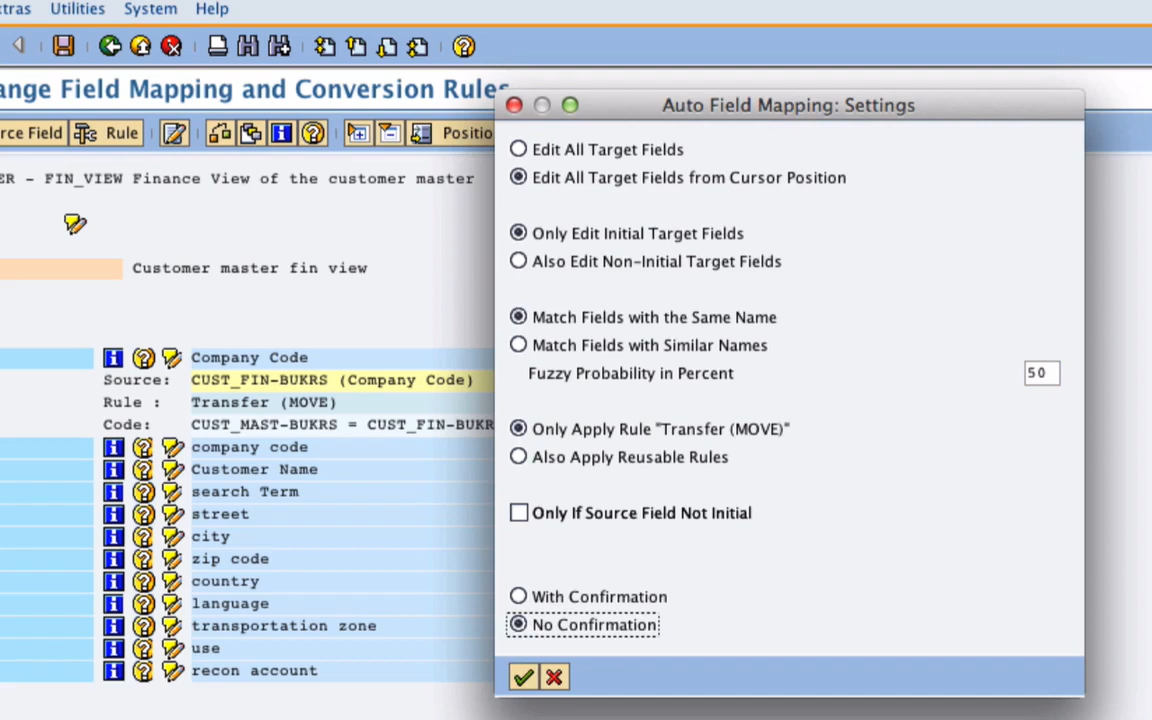 tras Utilities System Help
ange Field Mapping and Conversion Rules
rce Field Rule Positio
ER - FIN_VIEW Finance View of the customer master
Customer master fin view
Company Code
Source: CUST_FIN-BUKRS (Company Code)
Rule : Transfer (MOVE)
Code: CUST_MAST-BUKRS = CUST_FIN-BUKR
company code
Customer Name
search Term
street
city
zip code
country
language
transportation zone
use
recon account
Auto Field Mapping: Settings
Edit All Target Fields
Edit All Target Fields from Cursor Position
Only Edit Initial Target Fields
Also Edit Non-Initial Target Fields
Match Fields with the Same Name
Match Fields with Similar Names
Fuzzy Probability in Percent 50
Only Apply Rule "Transfer (MOVE)"
Also Apply Reusable Rules
Only If Source Field Not Initial
With Confirmation
No Confirmation